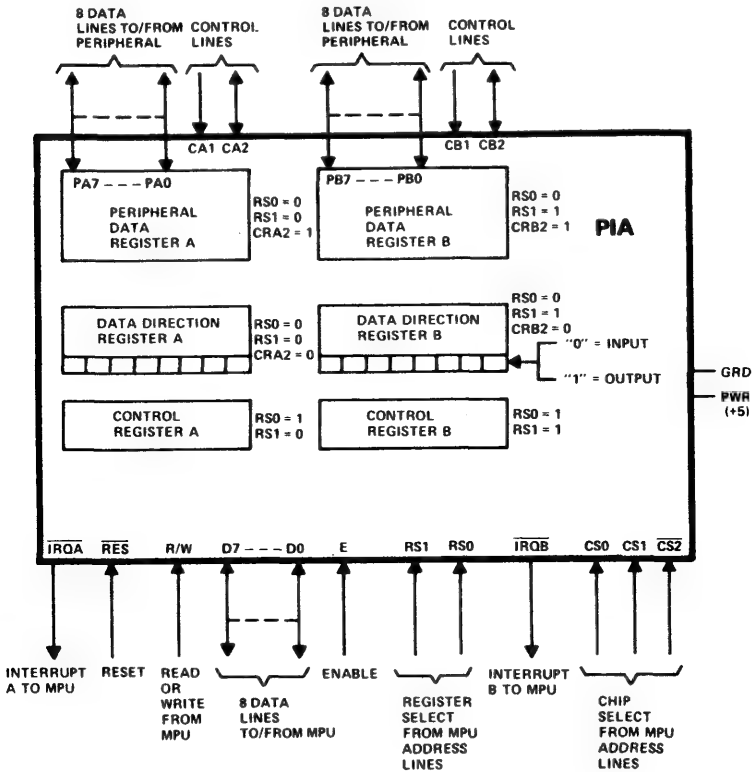 8 DATA
LINES TO/FROM
PERIPHERAL
CONTROL
LINES
8 DATA
LINES TO/FROM
PERIPHERAL
CONTROL
LINES
CA1 CA2
CB1 CB2
PA7 - - - PA0
PERIPHERAL
DATA
REGISTER A
RS0 = 0
RS1 = 0
CRA2 = 1
PB7 - - - PB0
PERIPHERAL
DATA
REGISTER B
RS0 = 0
RS1 = 1
CRB2 = 1
PIA
DATA DIRECTION
REGISTER A
RS0 = 0
RS1 = 0
CRA2 = 0
DATA DIRECTION
REGISTER B
RS0 = 0
RS1 = 1
CRB2 = 0
"0" = INPUT
"1" = OUTPUT
GRD
PWR
(+5)
CONTROL
REGISTER A
RS0 = 1
RS1 = 0
CONTROL
REGISTER B
RS0 = 1
RS1 = 1
IRQA RES R/W D7 - - - D0 E RS1 RS0 IRQB CS0 CS1 CS2
INTERRUPT
A TO MPU
RESET
READ
OR
WRITE
FROM
MPU
8 DATA
LINES
TO/FROM MPU
ENABLE
REGISTER
SELECT
FROM MPU
ADDRESS
LINES
INTERRUPT
B TO MPU
CHIP
SELECT
FROM MPU
ADDRESS
LINES